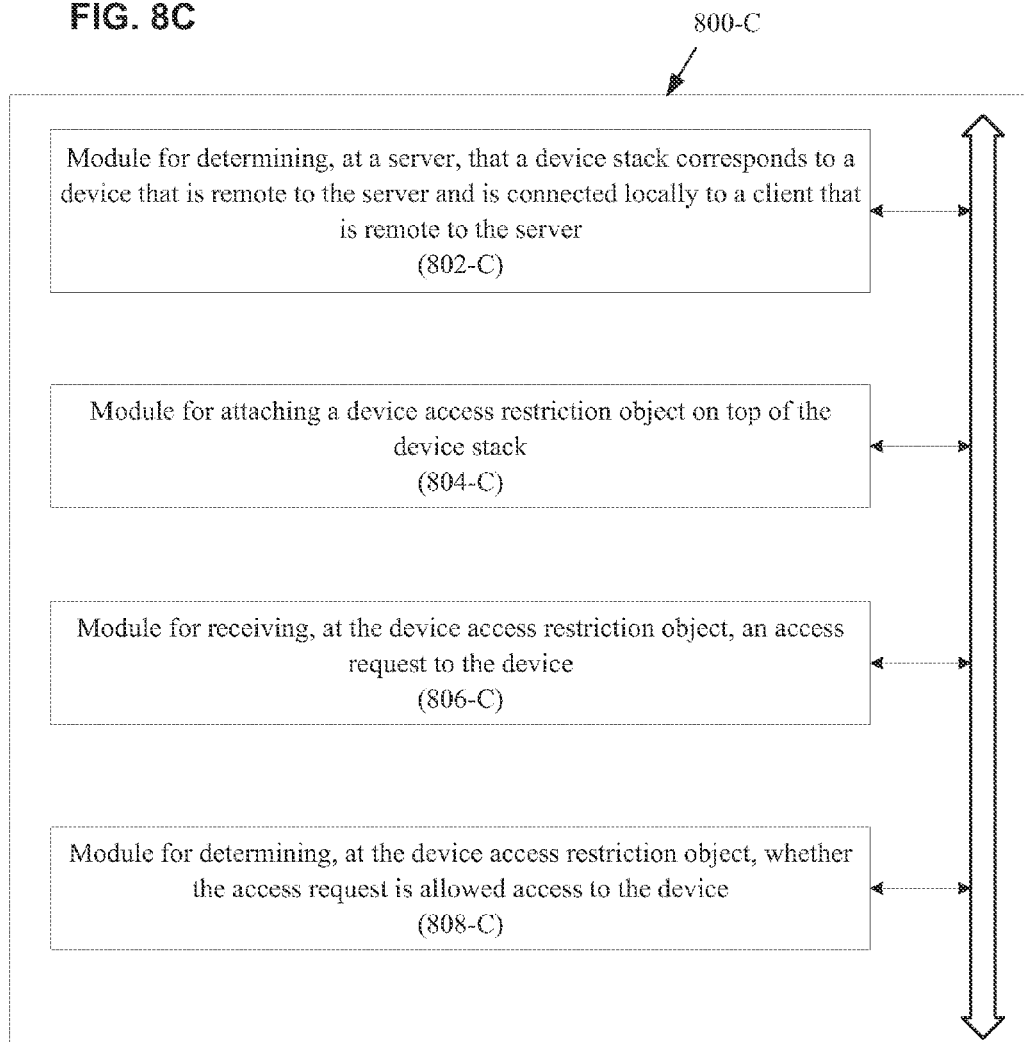 FIG. 8C
800-C
Module for determining, at a server, that a device stack corresponds to a
device that is remote to the server and is connected locally to a client that
is remote to the server
(802-C)
Module for attaching a device access restriction object on top of the
device stack
(804-C)
Module for receiving, at the device access restriction object, an access
request to the device
(806-C)
Module for determining, at the device access restriction object, whether
the access request is allowed access to the device
(808-C)